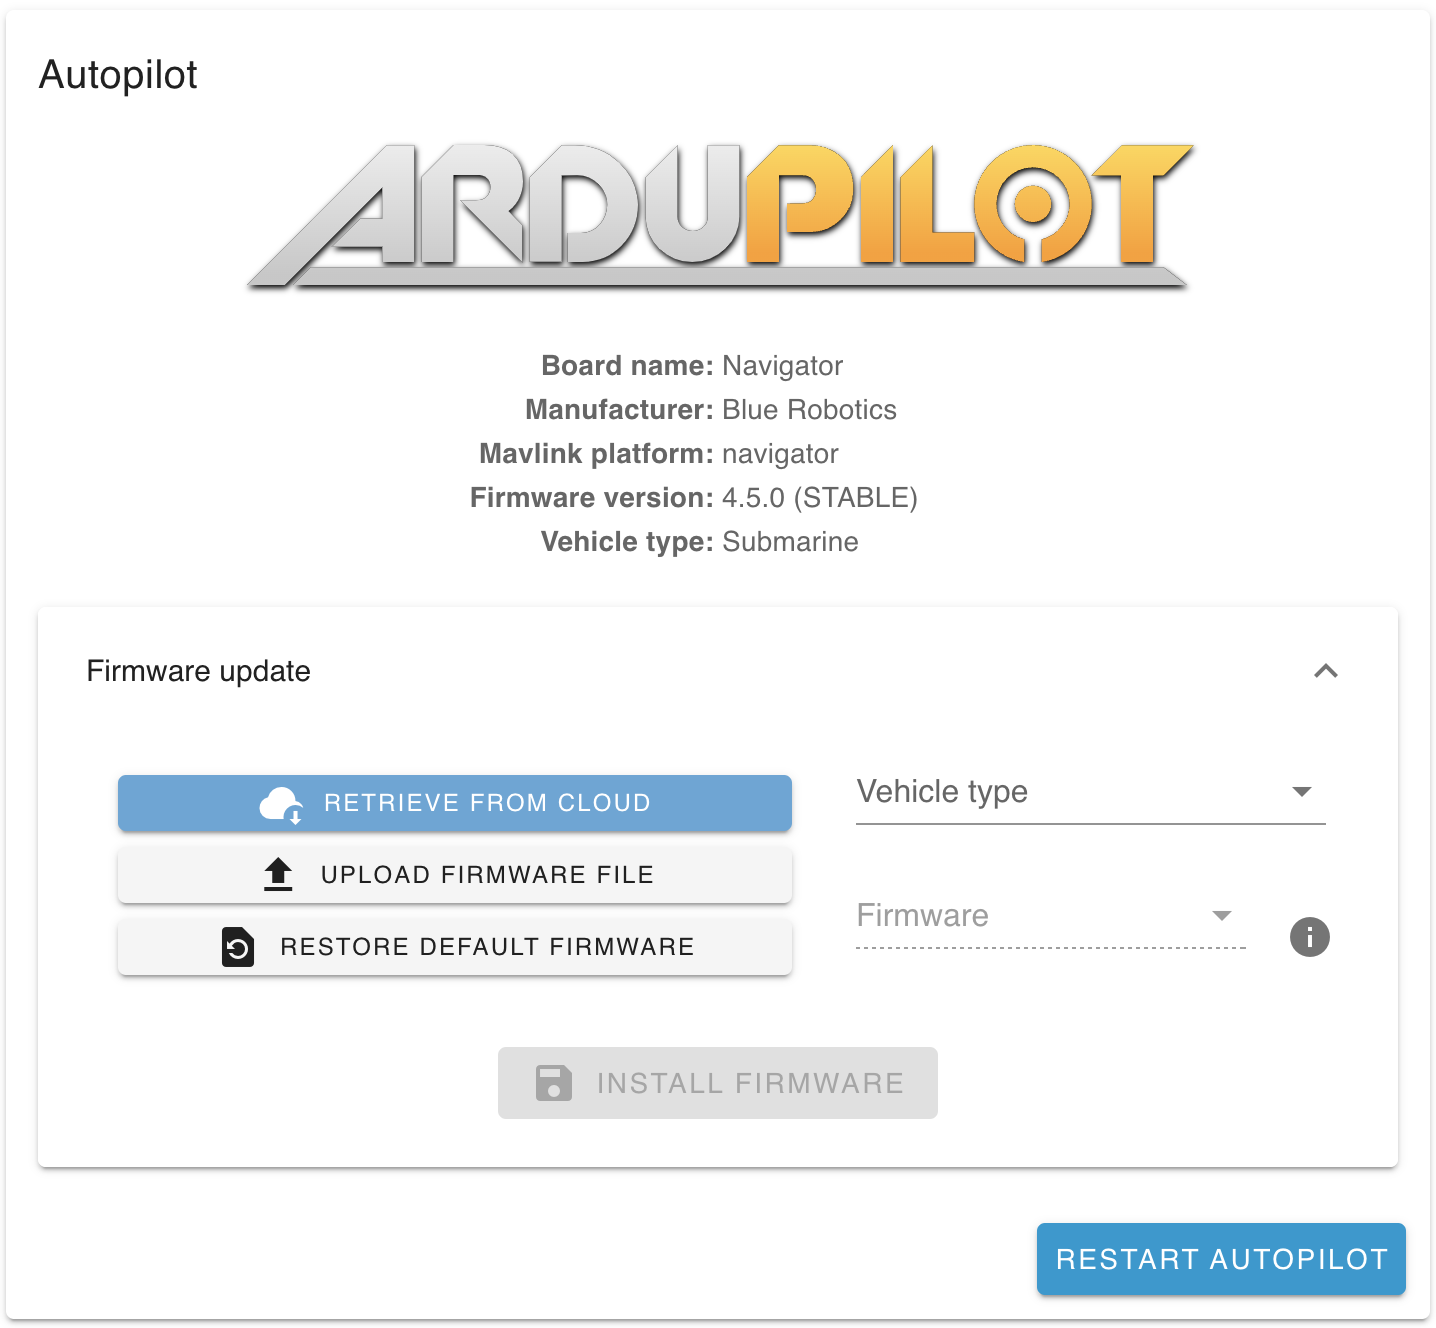 Autopilot
ARDUPILOT
Board name: Navigator
Manufacturer: Blue Robotics
Mavlink platform: navigator
Firmware version: 4.5.0 (STABLE)
Vehicle type: Submarine
Firmware update
RETRIEVE FROM CLOUD
UPLOAD FIRMWARE FILE
RESTORE DEFAULT FIRMWARE
Vehicle type
Firmware
INSTALL FIRMWARE
RESTART AUTOPILOT